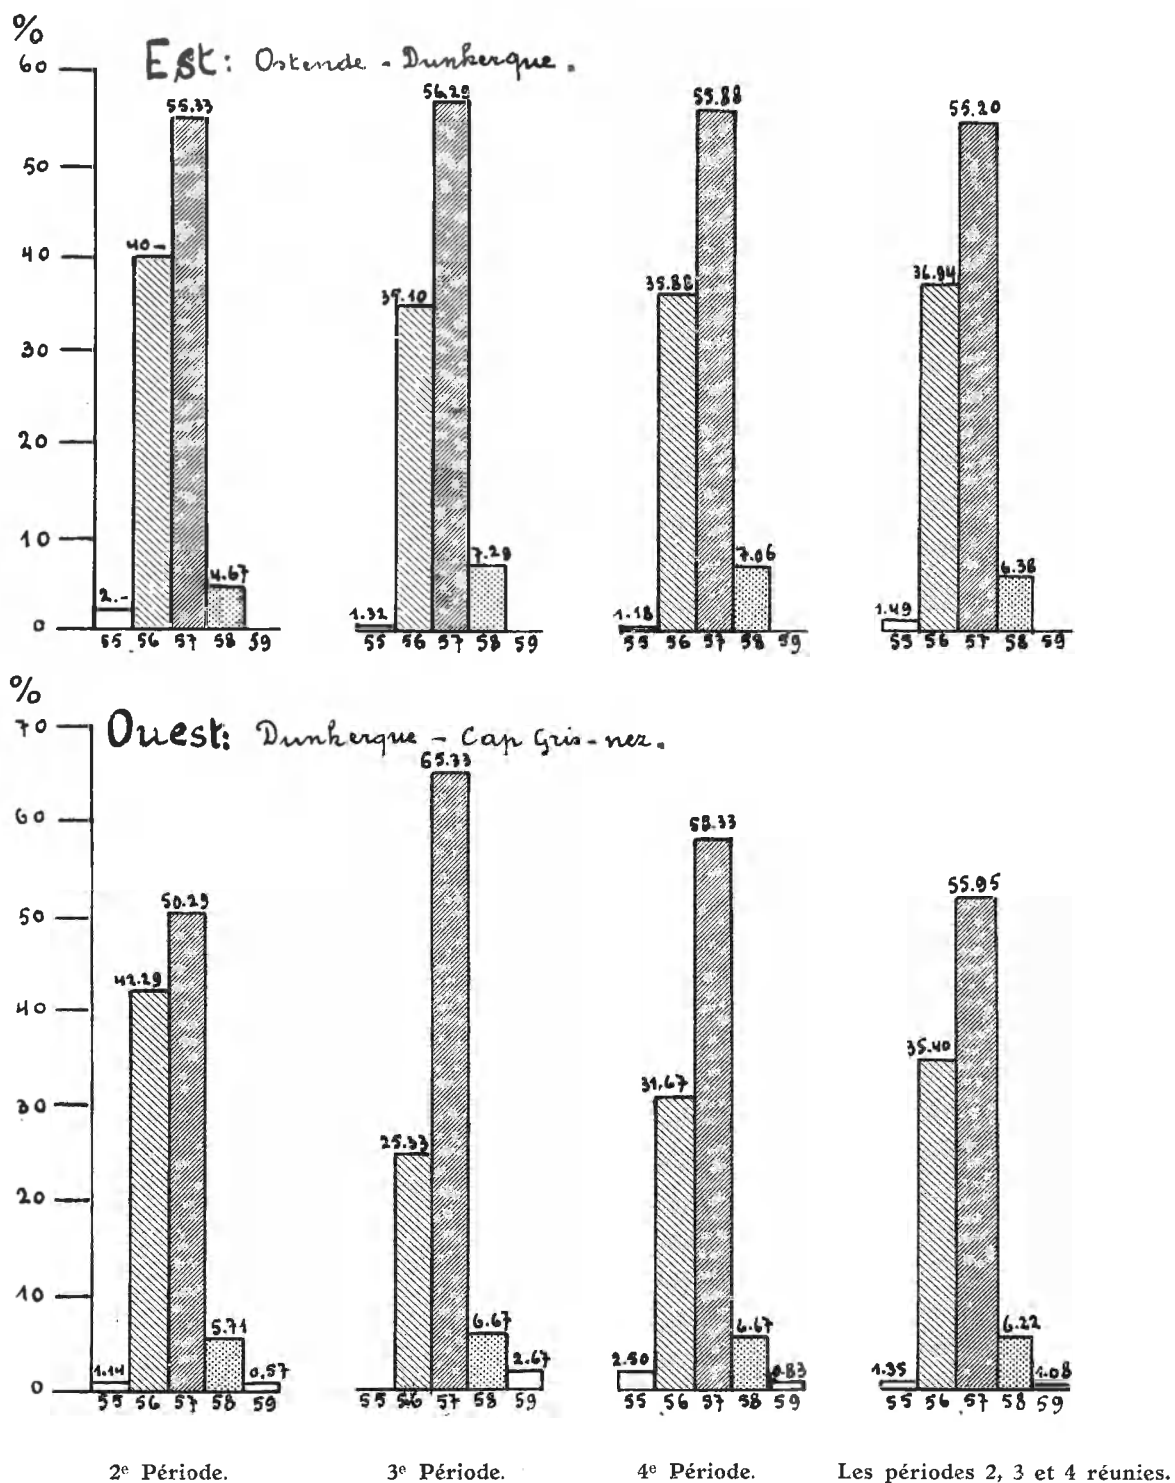 %
Est: Ostende - Dunkerque.
60
50
40
30
20
10
0
2.- 40- 55.33 4.67
55 56 57 58 59
1.32 35.10 56.29 7.29
55 56 57 58 59
1.18 35.88 55.88 7.06
55 56 57 58 59
1.49 36.94 55.20 6.38
55 56 57 58 59
%
Ouest: Dunkerque - Cap Gris-nez.
70
60
50
40
30
20
10
0
1.14 42.29 50.29 5.71 0.57
55 56 57 58 59
25.33 65.33 6.67 2.67
55 56 57 58 59
2.50 31.67 58.33 6.67 0.83
55 56 57 58 59
1.35 35.40 55.95 6.22 1.08
55 56 57 58 59
2e Période. 3e Période. 4e Période. Les périodes 2, 3 et 4 réunies.